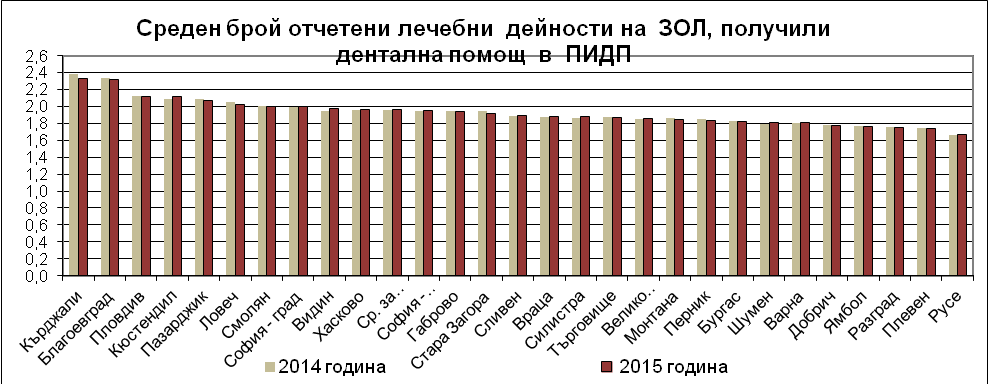 Среден брой отчетени лечебни дейности на ЗОЛ, получили
дентална помощ в ПИДП
2,6
2,4
2,2
2,0
1,8
1,6
1,4
1,2
1,0
0,8
0,6
0,4
0,2
0,0
Кърджали
Благоевград
Пловдив
Кюстендил
Пазарджик
Ловеч
Смолян
София - град
Видин
Хасково
Ср. за..
София -..
Габрово
Стара Загора
Сливен
Враца
Силистра
Търговище
Велико..
Монтана
Перник
Бургас
Шумен
Варна
Добрич
Ямбол
Разград
Плевен
Русе
2014 година
2015 година